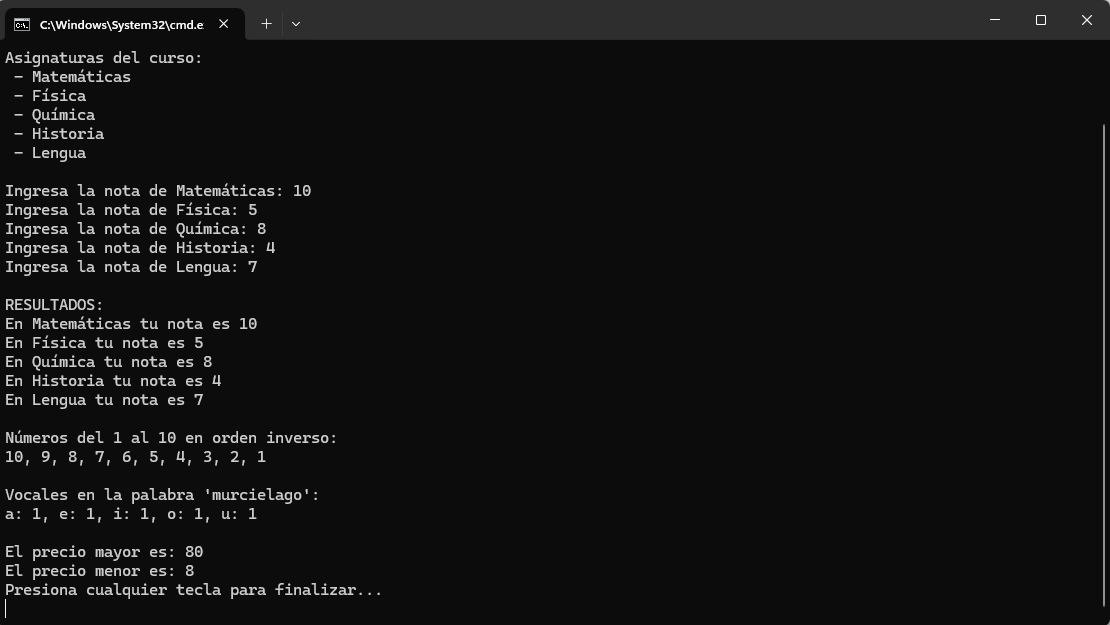 C:\Windows\System32\cmd.e
Asignaturas del curso:
- Matemáticas
- Física
- Química
- Historia
- Lengua
Ingresa la nota de Matemáticas: 10
Ingresa la nota de Física: 5
Ingresa la nota de Química: 8
Ingresa la nota de Historia: 4
Ingresa la nota de Lengua: 7
RESULTADOS:
En Matemáticas tu nota es 10
En Física tu nota es 5
En Química tu nota es 8
En Historia tu nota es 4
En Lengua tu nota es 7
Números del 1 al 10 en orden inverso:
10, 9, 8, 7, 6, 5, 4, 3, 2, 1
Vocales en la palabra 'murcielago':
a: 1, e: 1, i: 1, o: 1, u: 1
El precio mayor es: 80
El precio menor es: 8
Presiona cualquier tecla para finalizar...